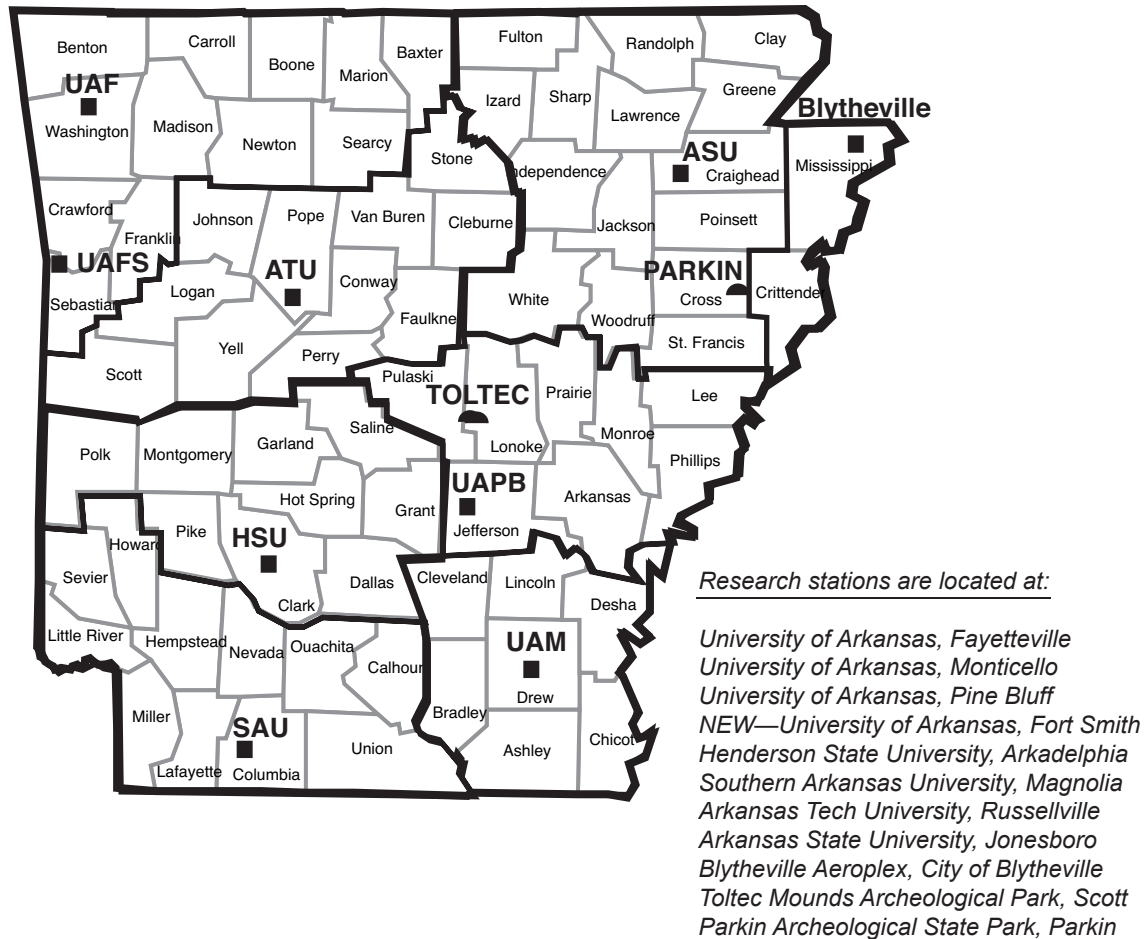 Benton
Carroll
Boone
Marion
Baxter
Fulton
Randolph
Clay
UAF
Washington
Madison
Newton
Searcy
Stone
Izard
Sharp
Lawrence
Greene
Blytheville
Independence
ASU
Craighead
Mississippi
Crawford
Franklin
Johnson
Pope
Van Buren
Cleburne
Jackson
Poinsett
UAFS
Sebastian
Logan
ATU
Conway
Faulkner
White
Woodruff
PARKIN
Cross
Crittenden
St. Francis
Scott
Yell
Perry
Pulaski
TOLTEC
Prairie
Lee
Polk
Montgomery
Garland
Saline
Lonoke
Monroe
Phillips
Hot Spring
Grant
UAPB
Jefferson
Arkansas
Howard
Pike
HSU
Sevier
Clark
Dallas
Cleveland
Lincoln
Desha
Little River
Hempstead
Nevada
Ouachita
Calhoun
UAM
Drew
Miller
Lafayette
SAU
Columbia
Union
Bradley
Ashley
Chicot
Research stations are located at:
University of Arkansas, Fayetteville
University of Arkansas, Monticello
University of Arkansas, Pine Bluff
NEW—University of Arkansas, Fort Smith
Henderson State University, Arkadelphia
Southern Arkansas University, Magnolia
Arkansas Tech University, Russellville
Arkansas State University, Jonesboro
Blytheville Aeroplex, City of Blytheville
Toltec Mounds Archeological Park, Scott
Parkin Archeological State Park, Parkin